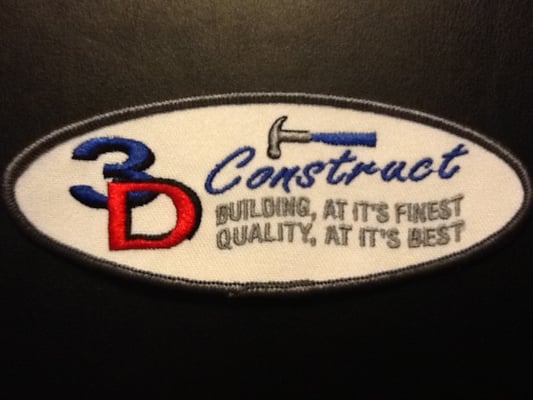 3D Construct
BUILDING, AT IT'S FINEST
QUALITY, AT IT'S BEST